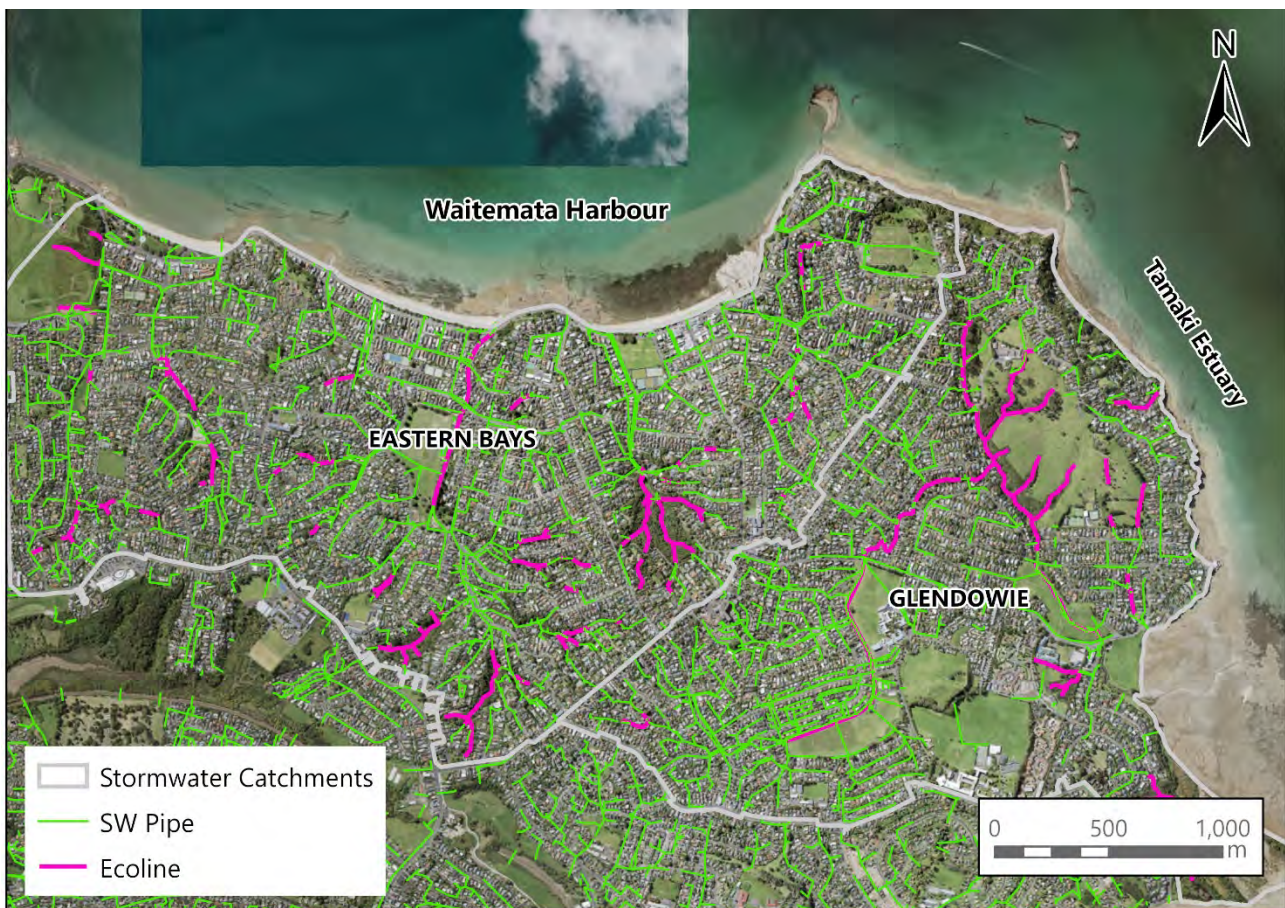 N
Waitemata Harbour
Tamaki Estuary
EASTERN BAYS
GLENDOWIE
Stormwater Catchments
SW Pipe
Ecoline
0 500 1,000
m